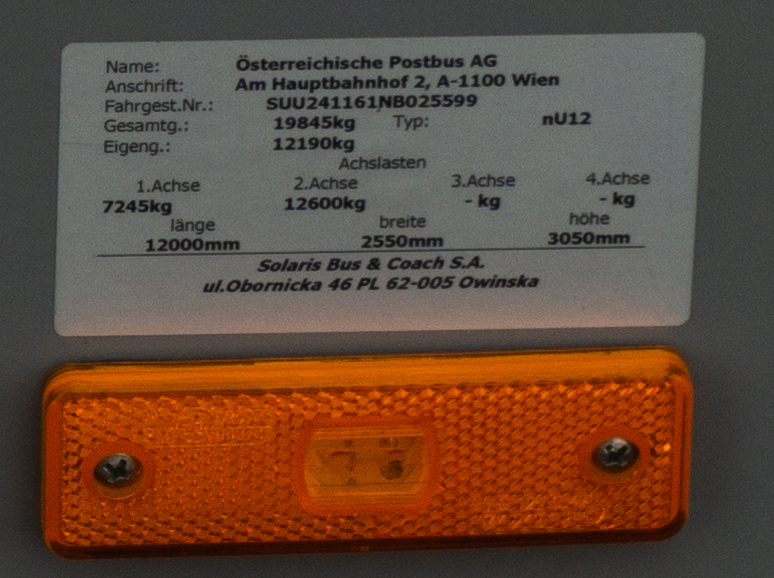 Name: Österreichische Postbus AG
Anschrift: Am Hauptbahnhof 2, A-1100 Wien
Fahrgest.Nr.: SUU241161NB025599
Gesamtg.: 19845kg Typ: nU12
Eigeng.: 12190kg
Achslasten
1.Achse 2.Achse 3.Achse 4.Achse
7245kg 12600kg - kg - kg
länge breite höhe
12000mm 2550mm 3050mm
Solaris Bus & Coach S.A.
ul.Obornicka 46 PL 62-005 Owinska